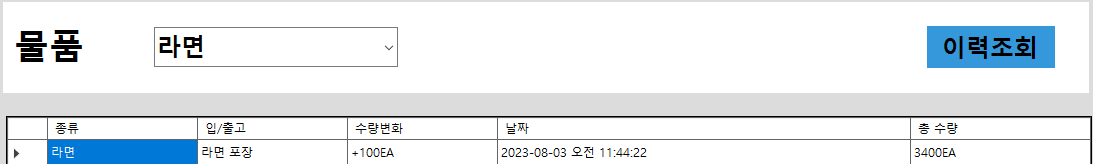 물품 라면 이력조회
종류 입/출고 수량변화 날짜 총 수량
라면 라면 포장 +100EA 2023-08-03 오전 11:44:22 3400EA